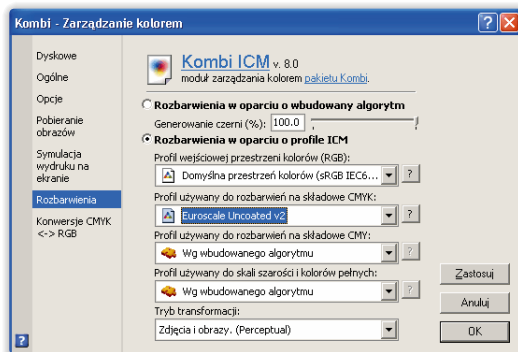 Kombi - Zarządzanie kolorem
Dyskowe
Ogólne
Opcje
Pobieranie
obrazów
Symulacja
wydruku na
ekranie
Rozbarwienia
Konwersje CMYK
<-> RGB
Kombi ICM v. 8.0
moduł zarządzania kolorem pakietu Kombi.
Rozbarwienia w oparciu o wbudowany algorytm
Generowanie czerni (%): 100.0
Rozbarwienia w oparciu o profile ICM
Profil wejściowej przestrzeni kolorów (RGB):
Domyślna przestrzeń kolorów (sRGB IEC6... ?
Profil używany do rozbarwień na składowe CMYK:
Euroscale Uncoated v2 ?
Profil używany do rozbarwień na składowe CMY:
Wg wbudowanego algorytmu ?
Profil używany do skali szarości i kolorów pełnych:
Wg wbudowanego algorytmu ?
Tryb transformacji:
Zdjęcia i obrazy. (Perceptual)
Zastosuj
Anuluj
OK
?